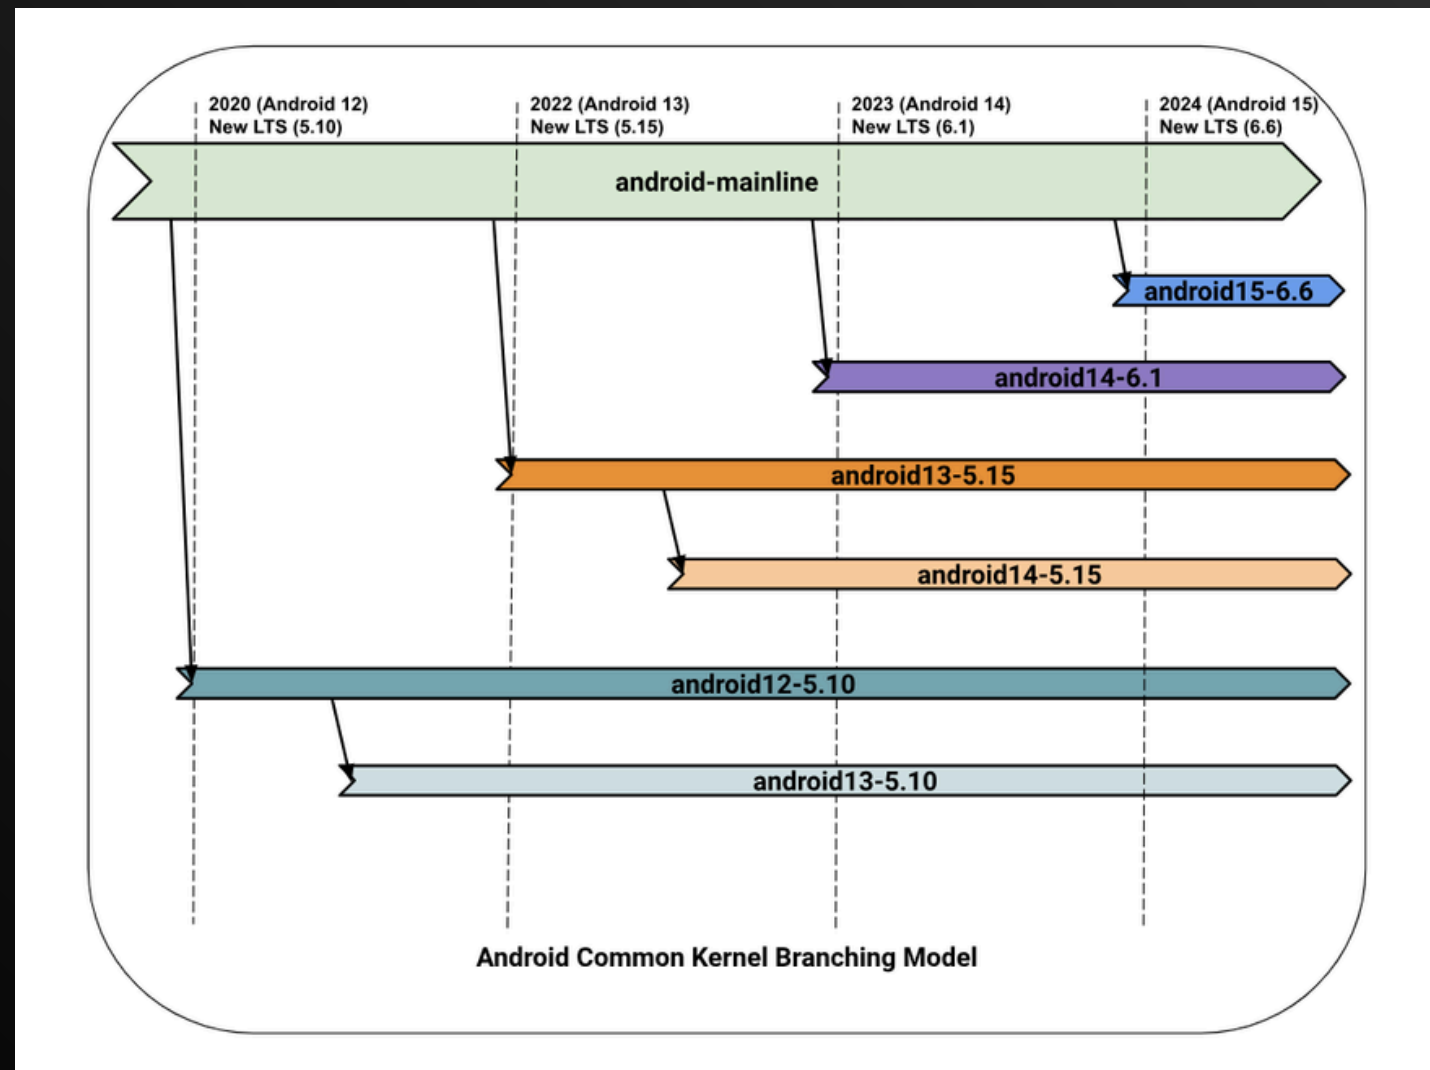 2020 (Android 12)
New LTS (5.10)
2022 (Android 13)
New LTS (5.15)
2023 (Android 14)
New LTS (6.1)
2024 (Android 15)
New LTS (6.6)
android-mainline
android15-6.6
android14-6.1
android13-5.15
android14-5.15
android12-5.10
android13-5.10
Android Common Kernel Branching Model